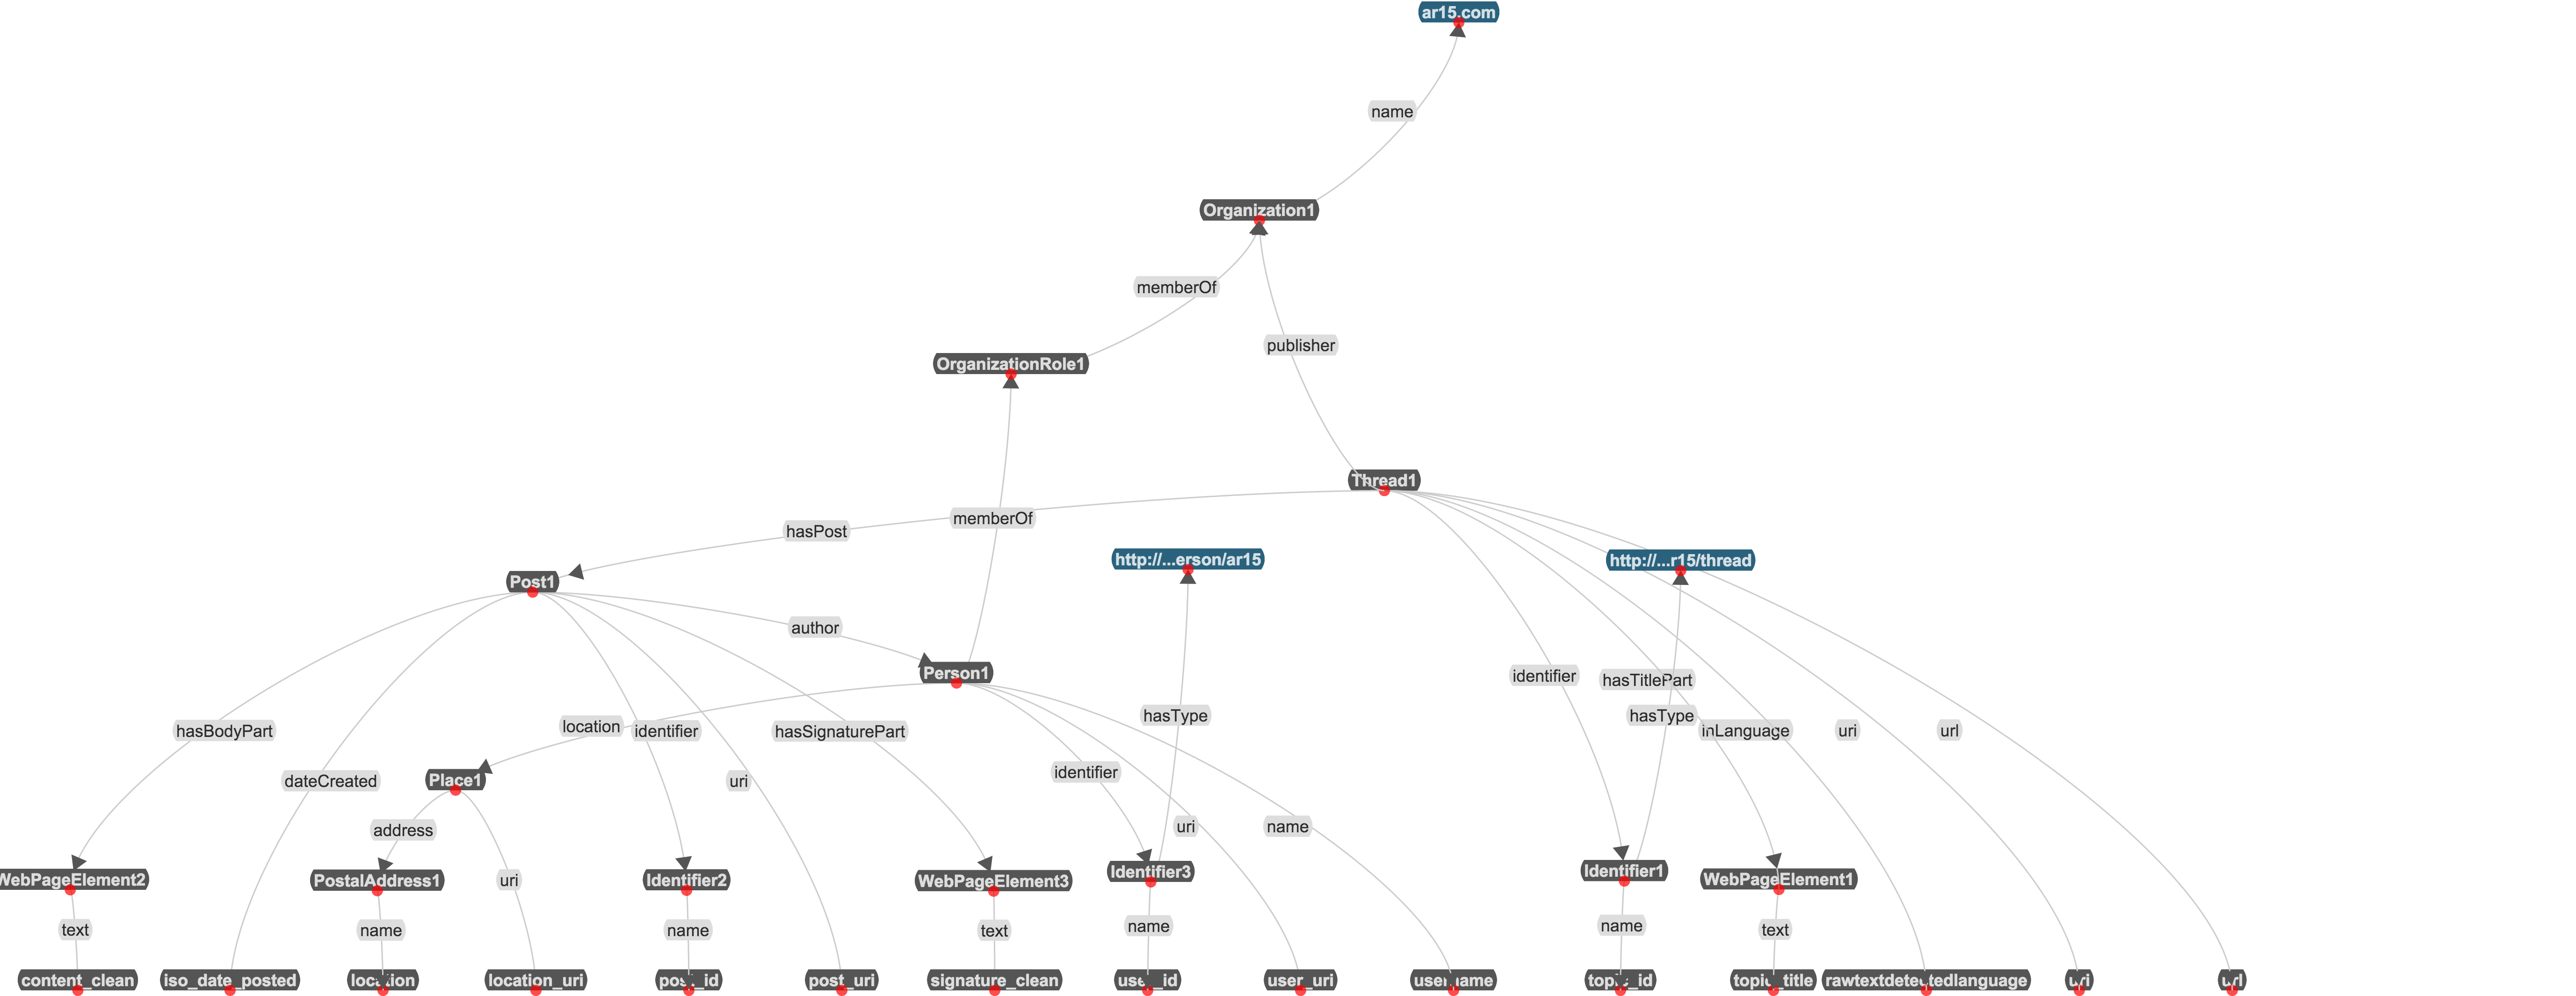 ar15.com
name
Organization1
memberOf
publisher
OrganizationRole1
Thread1
memberOf
hasPost
http://...erson/ar15
http://...r15/thread
Post1
author
Person1
identifier
hasTitlePart
hasType
hasType
hasBodyPart
location
identifier
hasSignaturePart
inLanguage
uri
url
identifier
dateCreated
Place1
uri
address
uri
name
WebPageElement2
PostalAddress1
uri
Identifier2
WebPageElement3
Identifier3
Identifier1
WebPageElement1
text
name
name
text
name
name
text
content_clean
iso_date_posted
location
location_uri
post_id
post_uri
signature_clean
user_id
user_uri
username
topic_id
topic_title
rawtextdetectedlanguage
uri
url